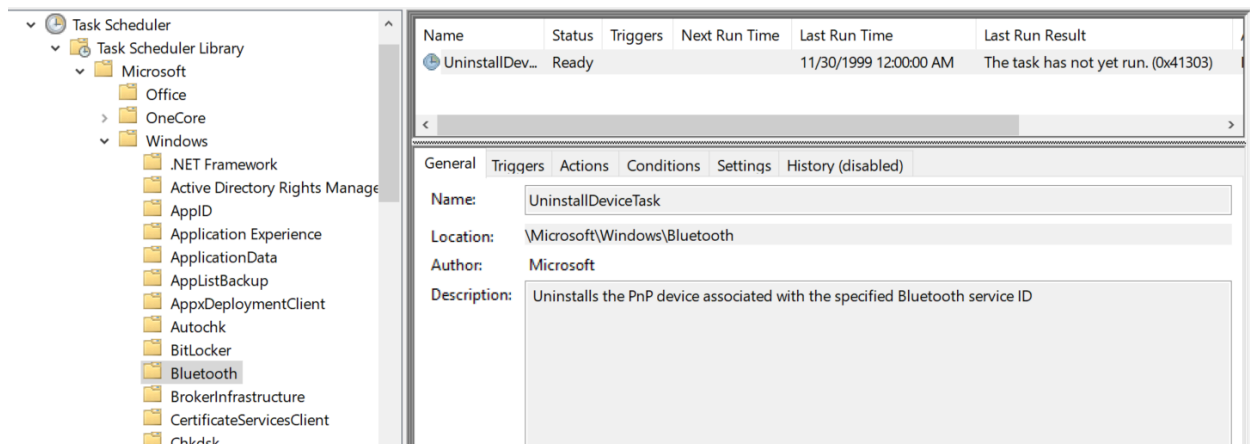 Task Scheduler
Task Scheduler Library
Microsoft
Office
OneCore
Windows
.NET Framework
Active Directory Rights Manage
AppID
Application Experience
ApplicationData
AppListBackup
AppxDeploymentClient
Autochk
BitLocker
Bluetooth
BrokerInfrastructure
CertificateServicesClient
Chkdsk
Name Status Triggers Next Run Time Last Run Time Last Run Result
UninstallDev... Ready 11/30/1999 12:00:00 AM The task has not yet run. (0x41303)
General Triggers Actions Conditions Settings History (disabled)
Name: UninstallDeviceTask
Location: \Microsoft\Windows\Bluetooth
Author: Microsoft
Description: Uninstalls the PnP device associated with the specified Bluetooth service ID